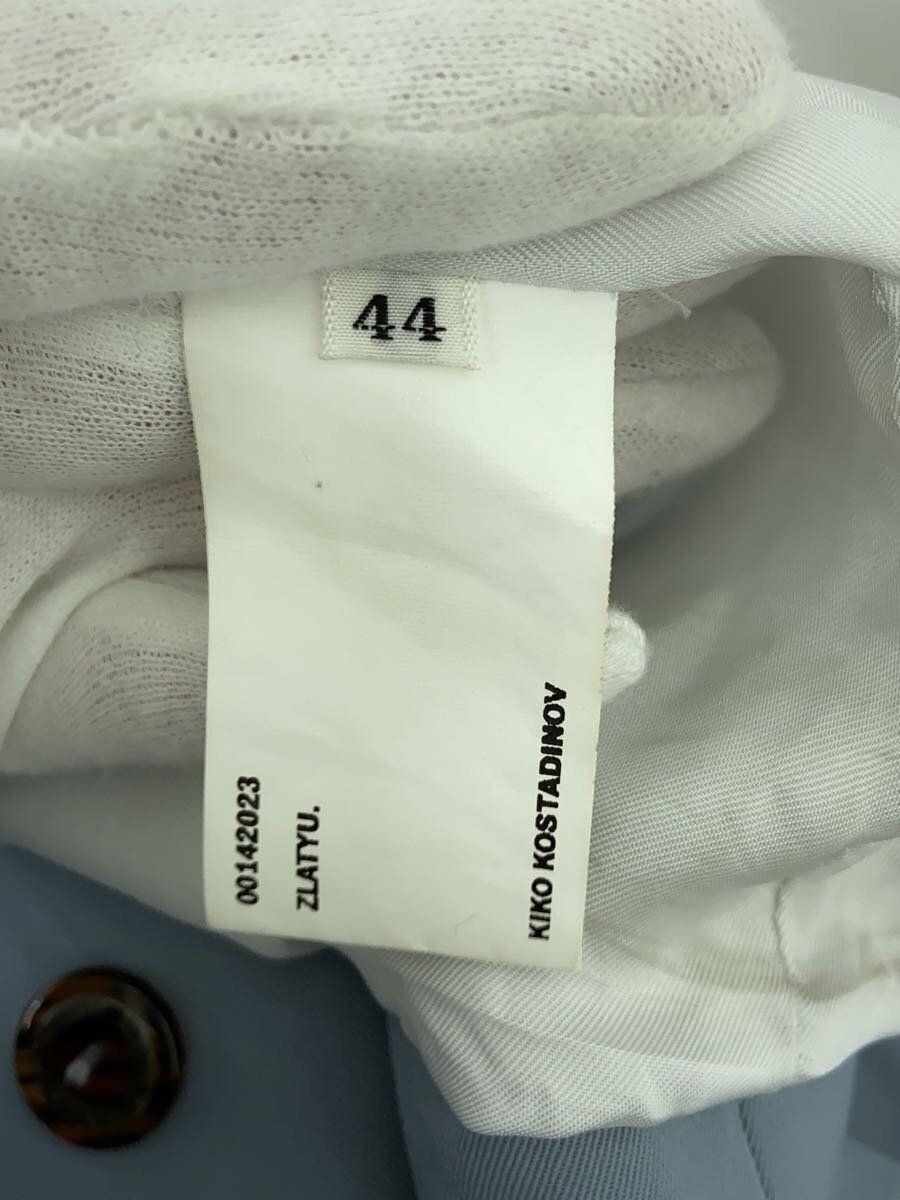 44
00142023
ZLATYU.
KIKO KOSTADINOV